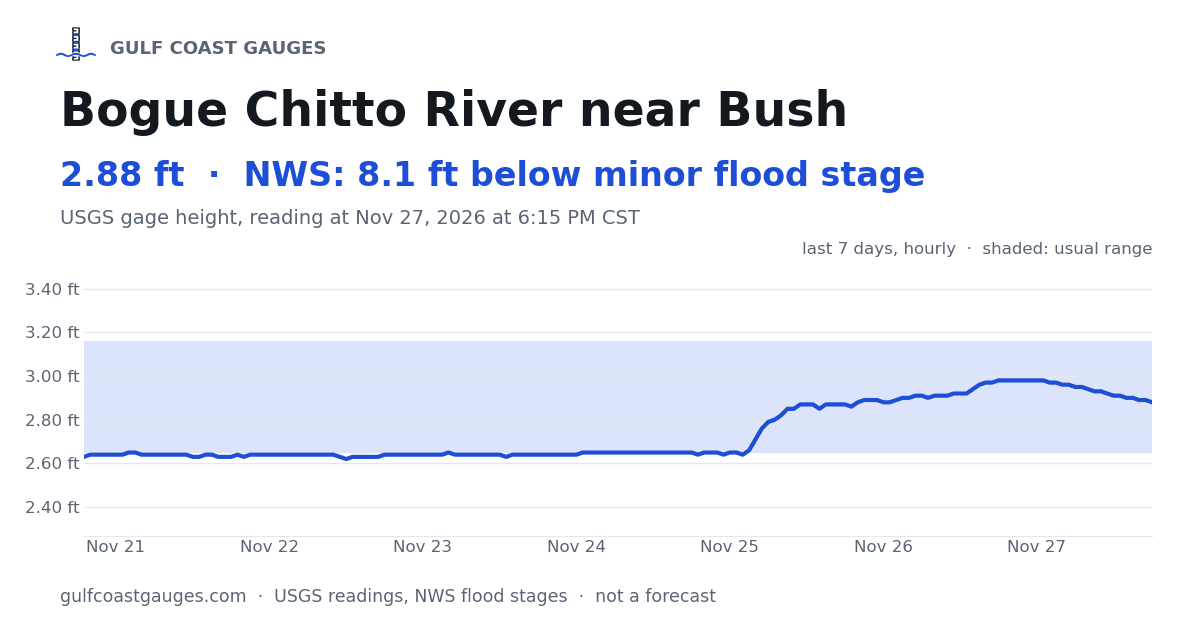 GULF COAST GAUGES
Bogue Chitto River near Bush
2.88 ft · NWS: 8.1 ft below minor flood stage
USGS gage height, reading at Nov 27, 2026 at 6:15 PM CST
last 7 days, hourly · shaded: usual range
3.40 ft
3.20 ft
3.00 ft
2.80 ft
2.60 ft
2.40 ft
Nov 21 Nov 22 Nov 23 Nov 24 Nov 25 Nov 26 Nov 27
gulfcoastgauges.com · USGS readings, NWS flood stages · not a forecast